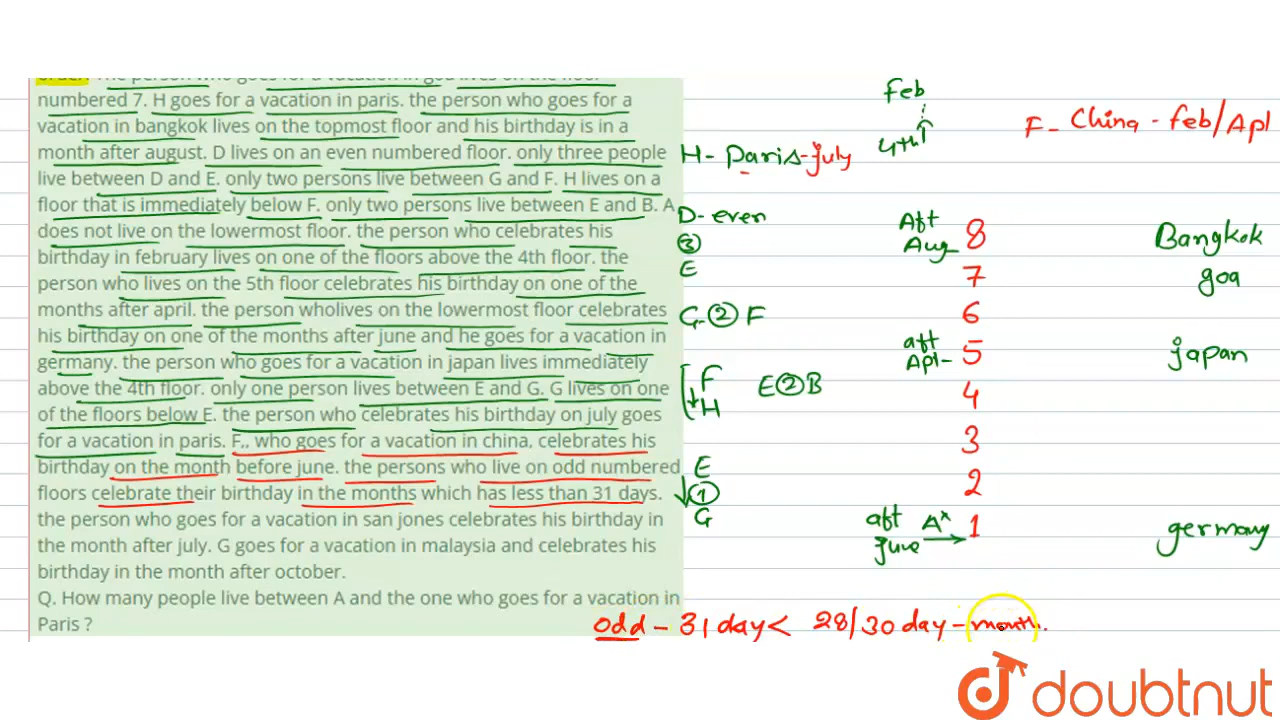 order. The person who goes for a vacation in goa lives on the floor
numbered 7. H goes for a vacation in paris. the person who goes for a
vacation in bangkok lives on the topmost floor and his birthday is in a
month after august. D lives on an even numbered floor. only three people
live between D and E. only two persons live between G and F. H lives on a
floor that is immediately below F. only two persons live between E and B. A
does not live on the lowermost floor. the person who celebrates his
birthday in february lives on one of the floors above the 4th floor. the
person who lives on the 5th floor celebrates his birthday on one of the
months after april. the person wholives on the lowermost floor celebrates
his birthday on one of the months after june and he goes for a vacation in
germany. the person who goes for a vacation in japan lives immediately
above the 4th floor. only one person lives between E and G. G lives on one
of the floors below E. the person who celebrates his birthday on july goes
for a vacation in paris. F,, who goes for a vacation in china, celebrates his
birthday on the month before june. the persons who live on odd numbered
floors celebrate their birthday in the months which has less than 31 days.
the person who goes for a vacation in san jones celebrates his birthday in
the month after july. G goes for a vacation in malaysia and celebrates his
birthday in the month after october.
Q. How many people live between A and the one who goes for a vacation in
Paris ?
Feb
4th↑
F - China - feb/Apl
H - Paris - july
D - even
③
E
G ② F
F
↓H
E ② B
E
↓①
G
Aft Aug 8 Bangkok
7 goa
6
aft Apl - 5 japan
4
3
2
aft june A× 1 germany
odd - 31 day < 28/30 day - month.
doubtnut